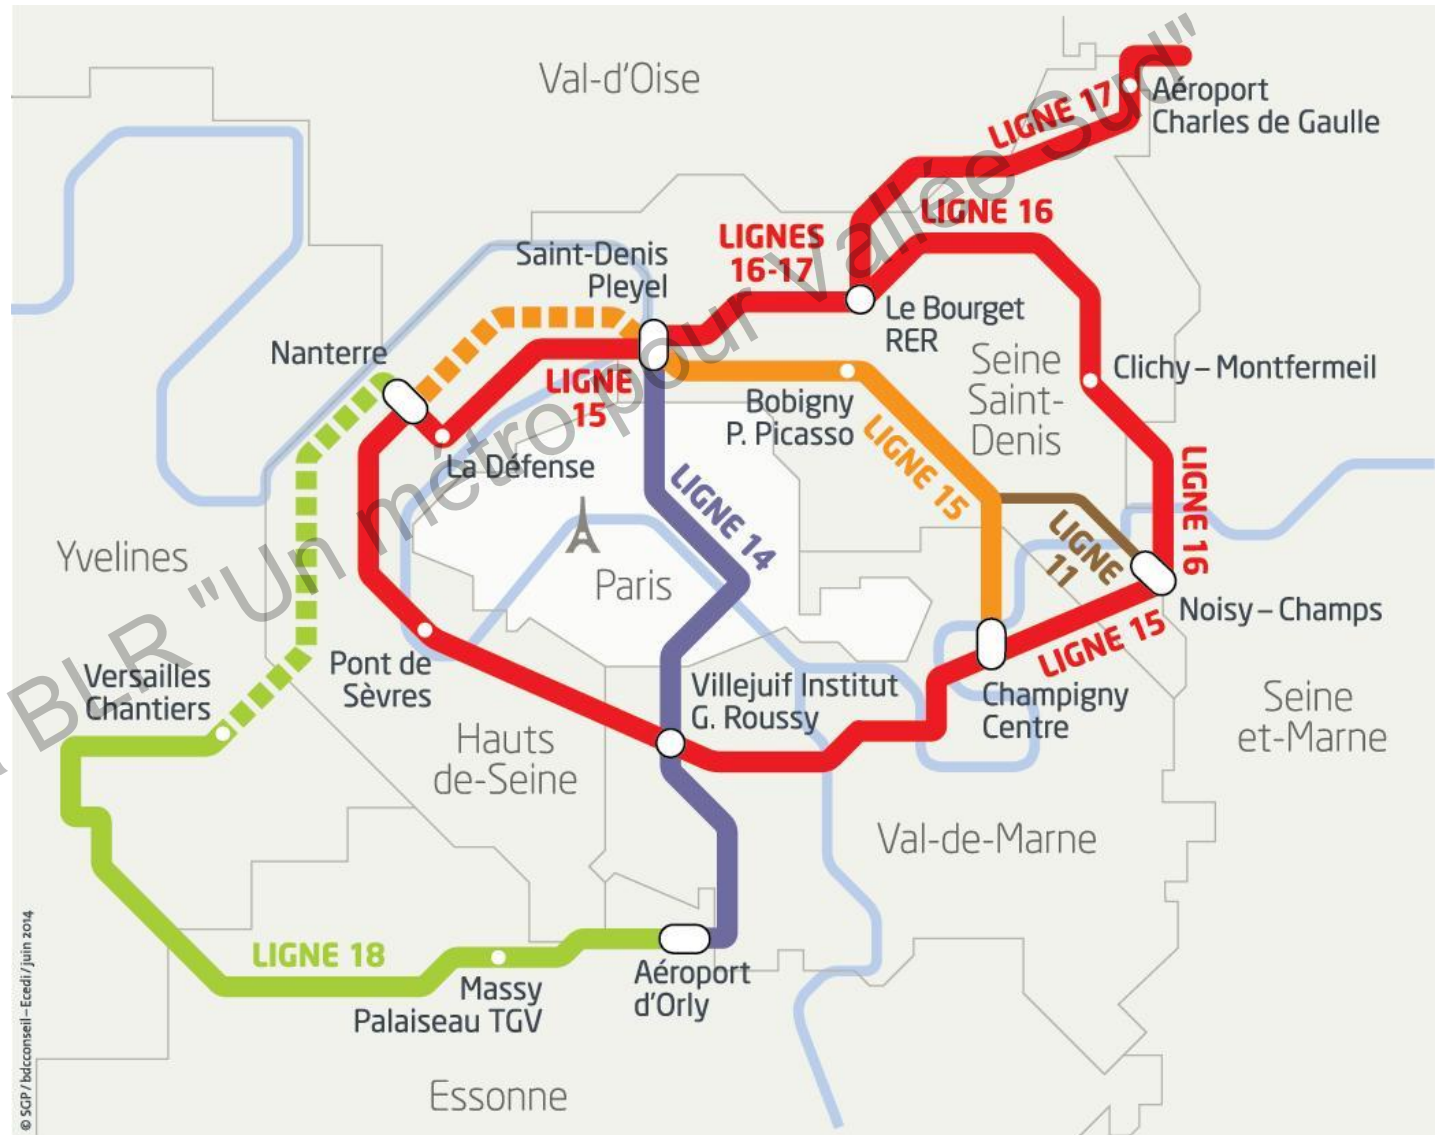 Val-d'Oise
LIGNE 17
Aéroport
Charles de Gaulle
LIGNE 16
LIGNES
16-17
Saint-Denis
Pleyel
Le Bourget
RER
Nanterre
LIGNE
15
Seine
Saint-
Denis
Clichy – Montfermeil
Bobigny
P. Picasso
LIGNE 15
La Défense
LIGNE 14
LIGNE 16
LIGNE
11
Yvelines
Paris
Noisy – Champs
LIGNE 15
Versailles
Chantiers
Pont de
Sèvres
Villejuif Institut
G. Roussy
Champigny
Centre
Seine
et-Marne
Hauts
de-Seine
Val-de-Marne
LIGNE 18
Massy
Palaiseau TGV
Aéroport
d'Orly
Essonne
© SGP / bdcconseil – Ecedi / juin 2014
BLR "Un métro pour Vallée Sud"